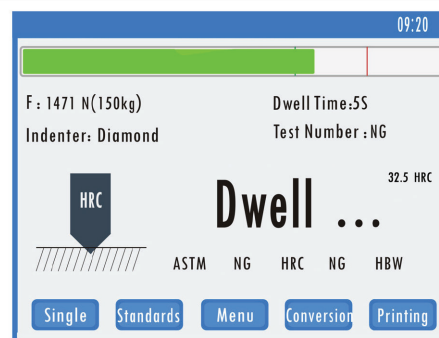 09:20
F: 1471 N(150kg)
Dwell Time:5S
Indenter: Diamond
Test Number :NG
32.5 HRC
HRC
Dwell ...
ASTM NG HRC NG HBW
Single Standards Menu Conversion Printing